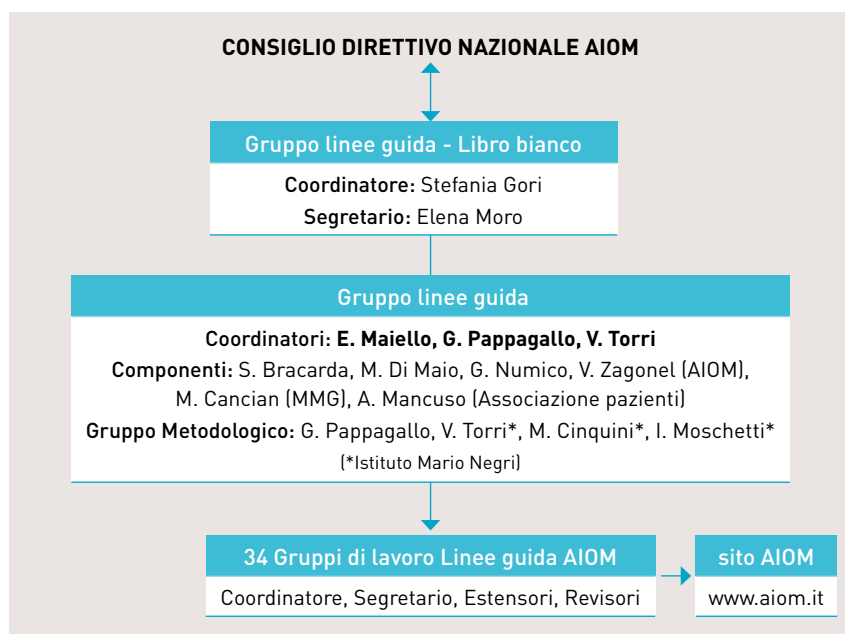 CONSIGLIO DIRETTIVO NAZIONALE AIOM
Gruppo linee guida - Libro bianco
Coordinatore: Stefania Gori
Segretario: Elena Moro
Gruppo linee guida
Coordinatori: E. Maiello, G. Pappagallo, V. Torri
Componenti: S. Bracarda, M. Di Maio, G. Numico, V. Zagonel (AIOM),
M. Cancian (MMG), A. Mancuso (Associazione pazienti)
Gruppo Metodologico: G. Pappagallo, V. Torri*, M. Cinquini*, I. Moschetti*
(*Istituto Mario Negri)
34 Gruppi di lavoro Linee guida AIOM
Coordinatore, Segretario, Estensori, Revisori
sito AIOM
www.aiom.it